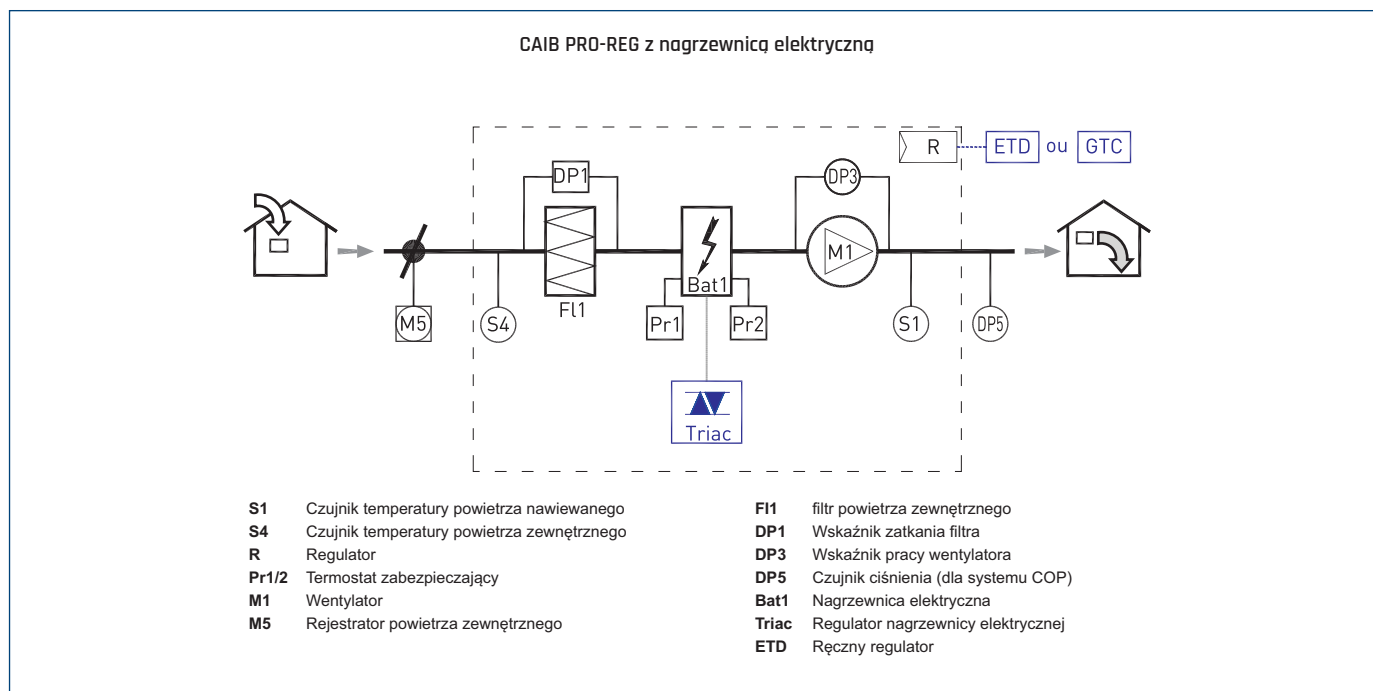 CAIB PRO-REG z nagrzewnicą elektryczną
R
ETD ou GTC
DP1
DP3
M1
Bat1
Fl1
M5
S4
Pr1
Pr2
S1
DP5
Triac
S1 Czujnik temperatury powietrza nawiewanego
S4 Czujnik temperatury powietrza zewnętrznego
R Regulator
Pr1/2 Termostat zabezpieczający
M1 Wentylator
M5 Rejestrator powietrza zewnętrznego
Fl1 filtr powietrza zewnętrznego
DP1 Wskaźnik zatkania filtra
DP3 Wskaźnik pracy wentylatora
DP5 Czujnik ciśnienia (dla systemu COP)
Bat1 Nagrzewnica elektryczna
Triac Regulator nagrzewnicy elektrycznej
ETD Ręczny regulator